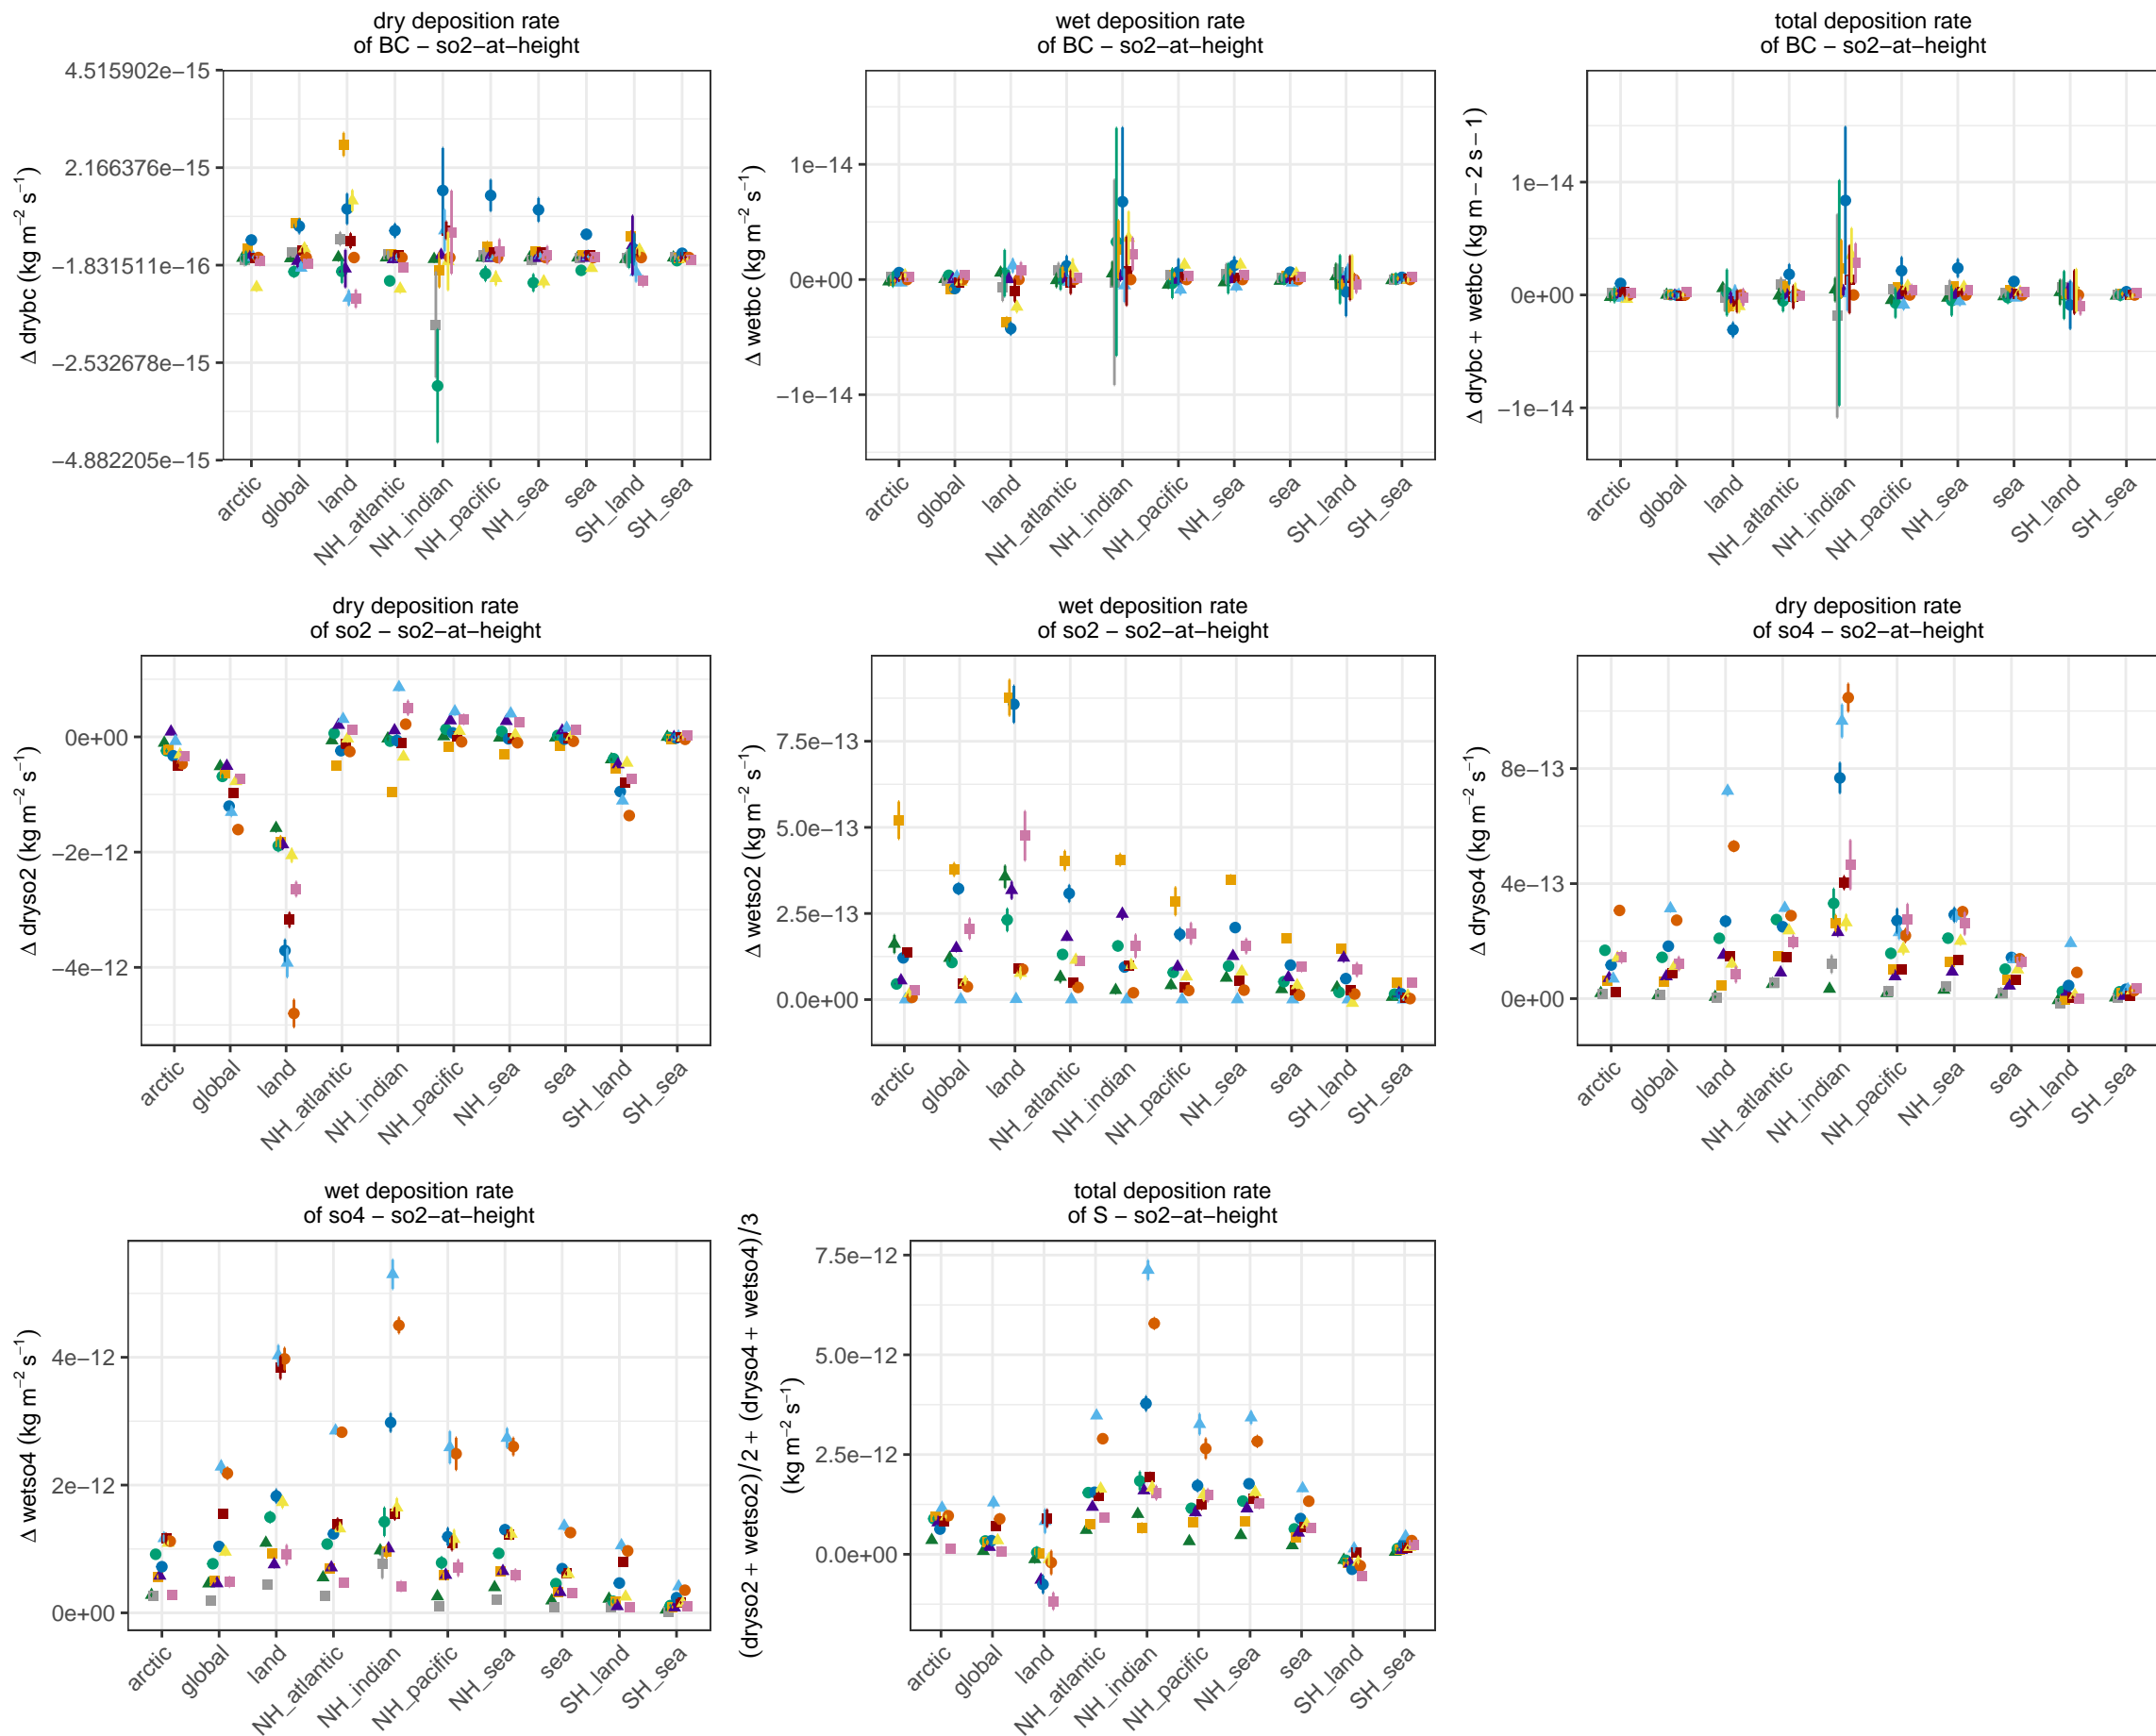 dry deposition rate
of BC − so2−at−height
Δ drybc (kg m−2 s−1)
4.515902e−15
2.166376e−15
−1.831511e−16
−2.532678e−15
−4.882205e−15
arctic
global
land
NH_atlantic
NH_indian
NH_pacific
NH_sea
sea
SH_land
SH_sea
wet deposition rate
of BC − so2−at−height
Δ wetbc (kg m−2 s−1)
1e−14
0e+00
−1e−14
arctic
global
land
NH_atlantic
NH_indian
NH_pacific
NH_sea
sea
SH_land
SH_sea
total deposition rate
of BC − so2−at−height
Δ drybc + wetbc (kg m − 2 s − 1)
1e−14
0e+00
−1e−14
arctic
global
land
NH_atlantic
NH_indian
NH_pacific
NH_sea
sea
SH_land
SH_sea
dry deposition rate
of so2 − so2−at−height
Δ dryso2 (kg m−2 s−1)
0e+00
−2e−12
−4e−12
arctic
global
land
NH_atlantic
NH_indian
NH_pacific
NH_sea
sea
SH_land
SH_sea
wet deposition rate
of so2 − so2−at−height
Δ wetso2 (kg m−2 s−1)
7.5e−13
5.0e−13
2.5e−13
0.0e+00
arctic
global
land
NH_atlantic
NH_indian
NH_pacific
NH_sea
sea
SH_land
SH_sea
dry deposition rate
of so4 − so2−at−height
Δ dryso4 (kg m−2 s−1)
8e−13
4e−13
0e+00
arctic
global
land
NH_atlantic
NH_indian
NH_pacific
NH_sea
sea
SH_land
SH_sea
wet deposition rate
of so4 − so2−at−height
Δ wetso4 (kg m−2 s−1)
4e−12
2e−12
0e+00
arctic
global
land
NH_atlantic
NH_indian
NH_pacific
NH_sea
sea
SH_land
SH_sea
total deposition rate
of S − so2−at−height
(dryso2 + wetso2)/2 + (dryso4 + wetso4)/3
(kg m−2 s−1)
7.5e−12
5.0e−12
2.5e−12
0.0e+00
arctic
global
land
NH_atlantic
NH_indian
NH_pacific
NH_sea
sea
SH_land
SH_sea